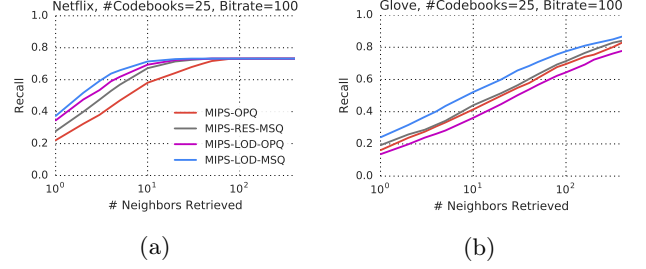 Netflix, #Codebooks=25, Bitrate=100
1.0
0.8
0.6
0.4
0.2
0.0
Recall
MIPS-OPQ
MIPS-RES-MSQ
MIPS-LOD-OPQ
MIPS-LOD-MSQ
10^0
10^1
10^2
# Neighbors Retrieved
(a)
Glove, #Codebooks=25, Bitrate=100
1.0
0.8
0.6
0.4
0.2
0.0
Recall
10^0
10^1
10^2
# Neighbors Retrieved
(b)